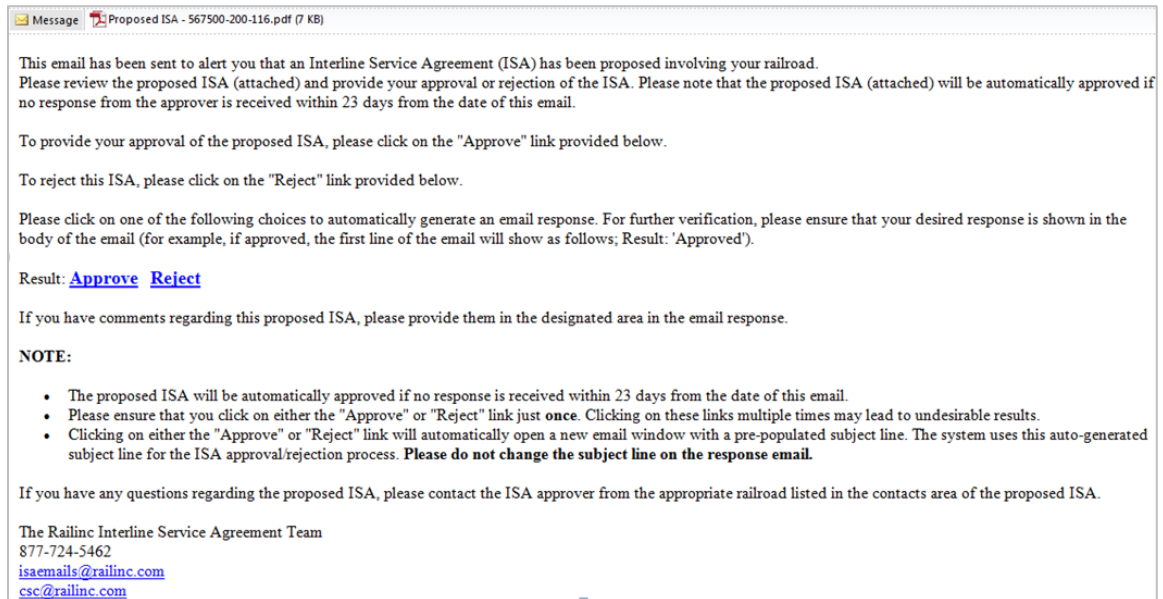 Message Proposed ISA - 567500-200-116.pdf (7 KB)
This email has been sent to alert you that an Interline Service Agreement (ISA) has been proposed involving your railroad.
Please review the proposed ISA (attached) and provide your approval or rejection of the ISA. Please note that the proposed ISA (attached) will be automatically approved if
no response from the approver is received within 23 days from the date of this email.
To provide your approval of the proposed ISA, please click on the "Approve" link provided below.
To reject this ISA, please click on the "Reject" link provided below.
Please click on one of the following choices to automatically generate an email response. For further verification, please ensure that your desired response is shown in the
body of the email (for example, if approved, the first line of the email will show as follows; Result: 'Approved').
Result: Approve Reject
If you have comments regarding this proposed ISA, please provide them in the designated area in the email response.
NOTE:
• The proposed ISA will be automatically approved if no response is received within 23 days from the date of this email.
• Please ensure that you click on either the "Approve" or "Reject" link just once. Clicking on these links multiple times may lead to undesirable results.
• Clicking on either the "Approve" or "Reject" link will automatically open a new email window with a pre-populated subject line. The system uses this auto-generated
subject line for the ISA approval/rejection process. Please do not change the subject line on the response email.
If you have any questions regarding the proposed ISA, please contact the ISA approver from the appropriate railroad listed in the contacts area of the proposed ISA.
The Railinc Interline Service Agreement Team
877-724-5462
isaemails@railinc.com
csc@railinc.com